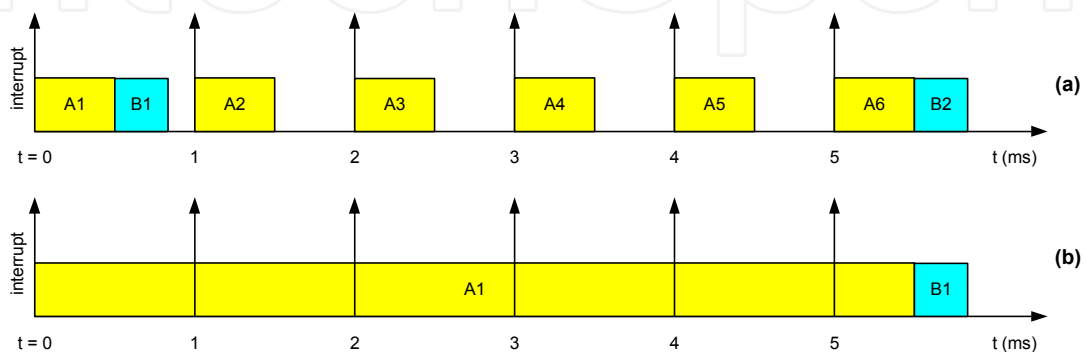 interrupt
A1 B1 A2 A3 A4 A5 A6 B2
(a)
t = 0 1 2 3 4 5 t (ms)
interrupt
A1 B1
(b)
t = 0 1 2 3 4 5 t (ms)